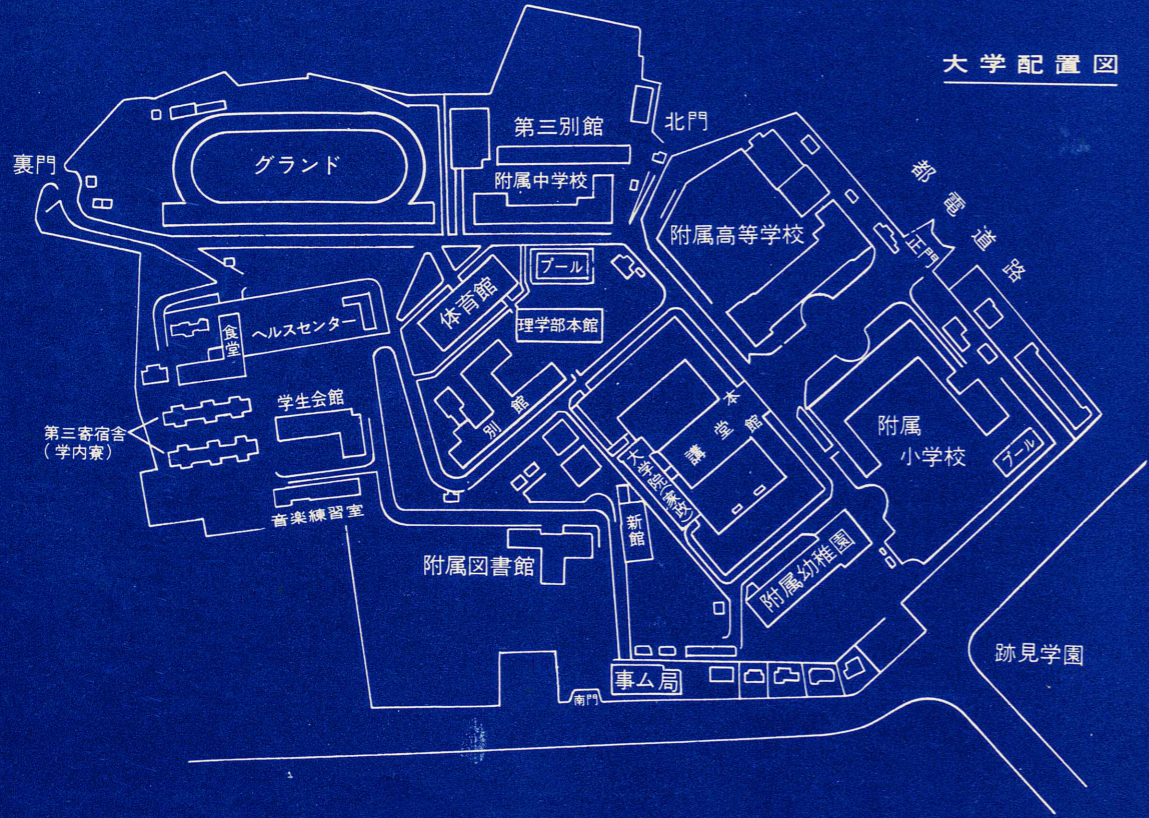 大学配置図
裏門
グランド
第三別館
北門
附属中学校
都電道路
正門
附属高等学校
プール
体育館
理学部本館
ヘルスセンター
食堂
別館
本館
講堂
大学院(家政)
附属
小学校
プール
学生会館
第三寄宿舎
(学内寮)
音楽練習室
新館
附属図書館
附属幼稚園
跡見学園
事ム局
南門